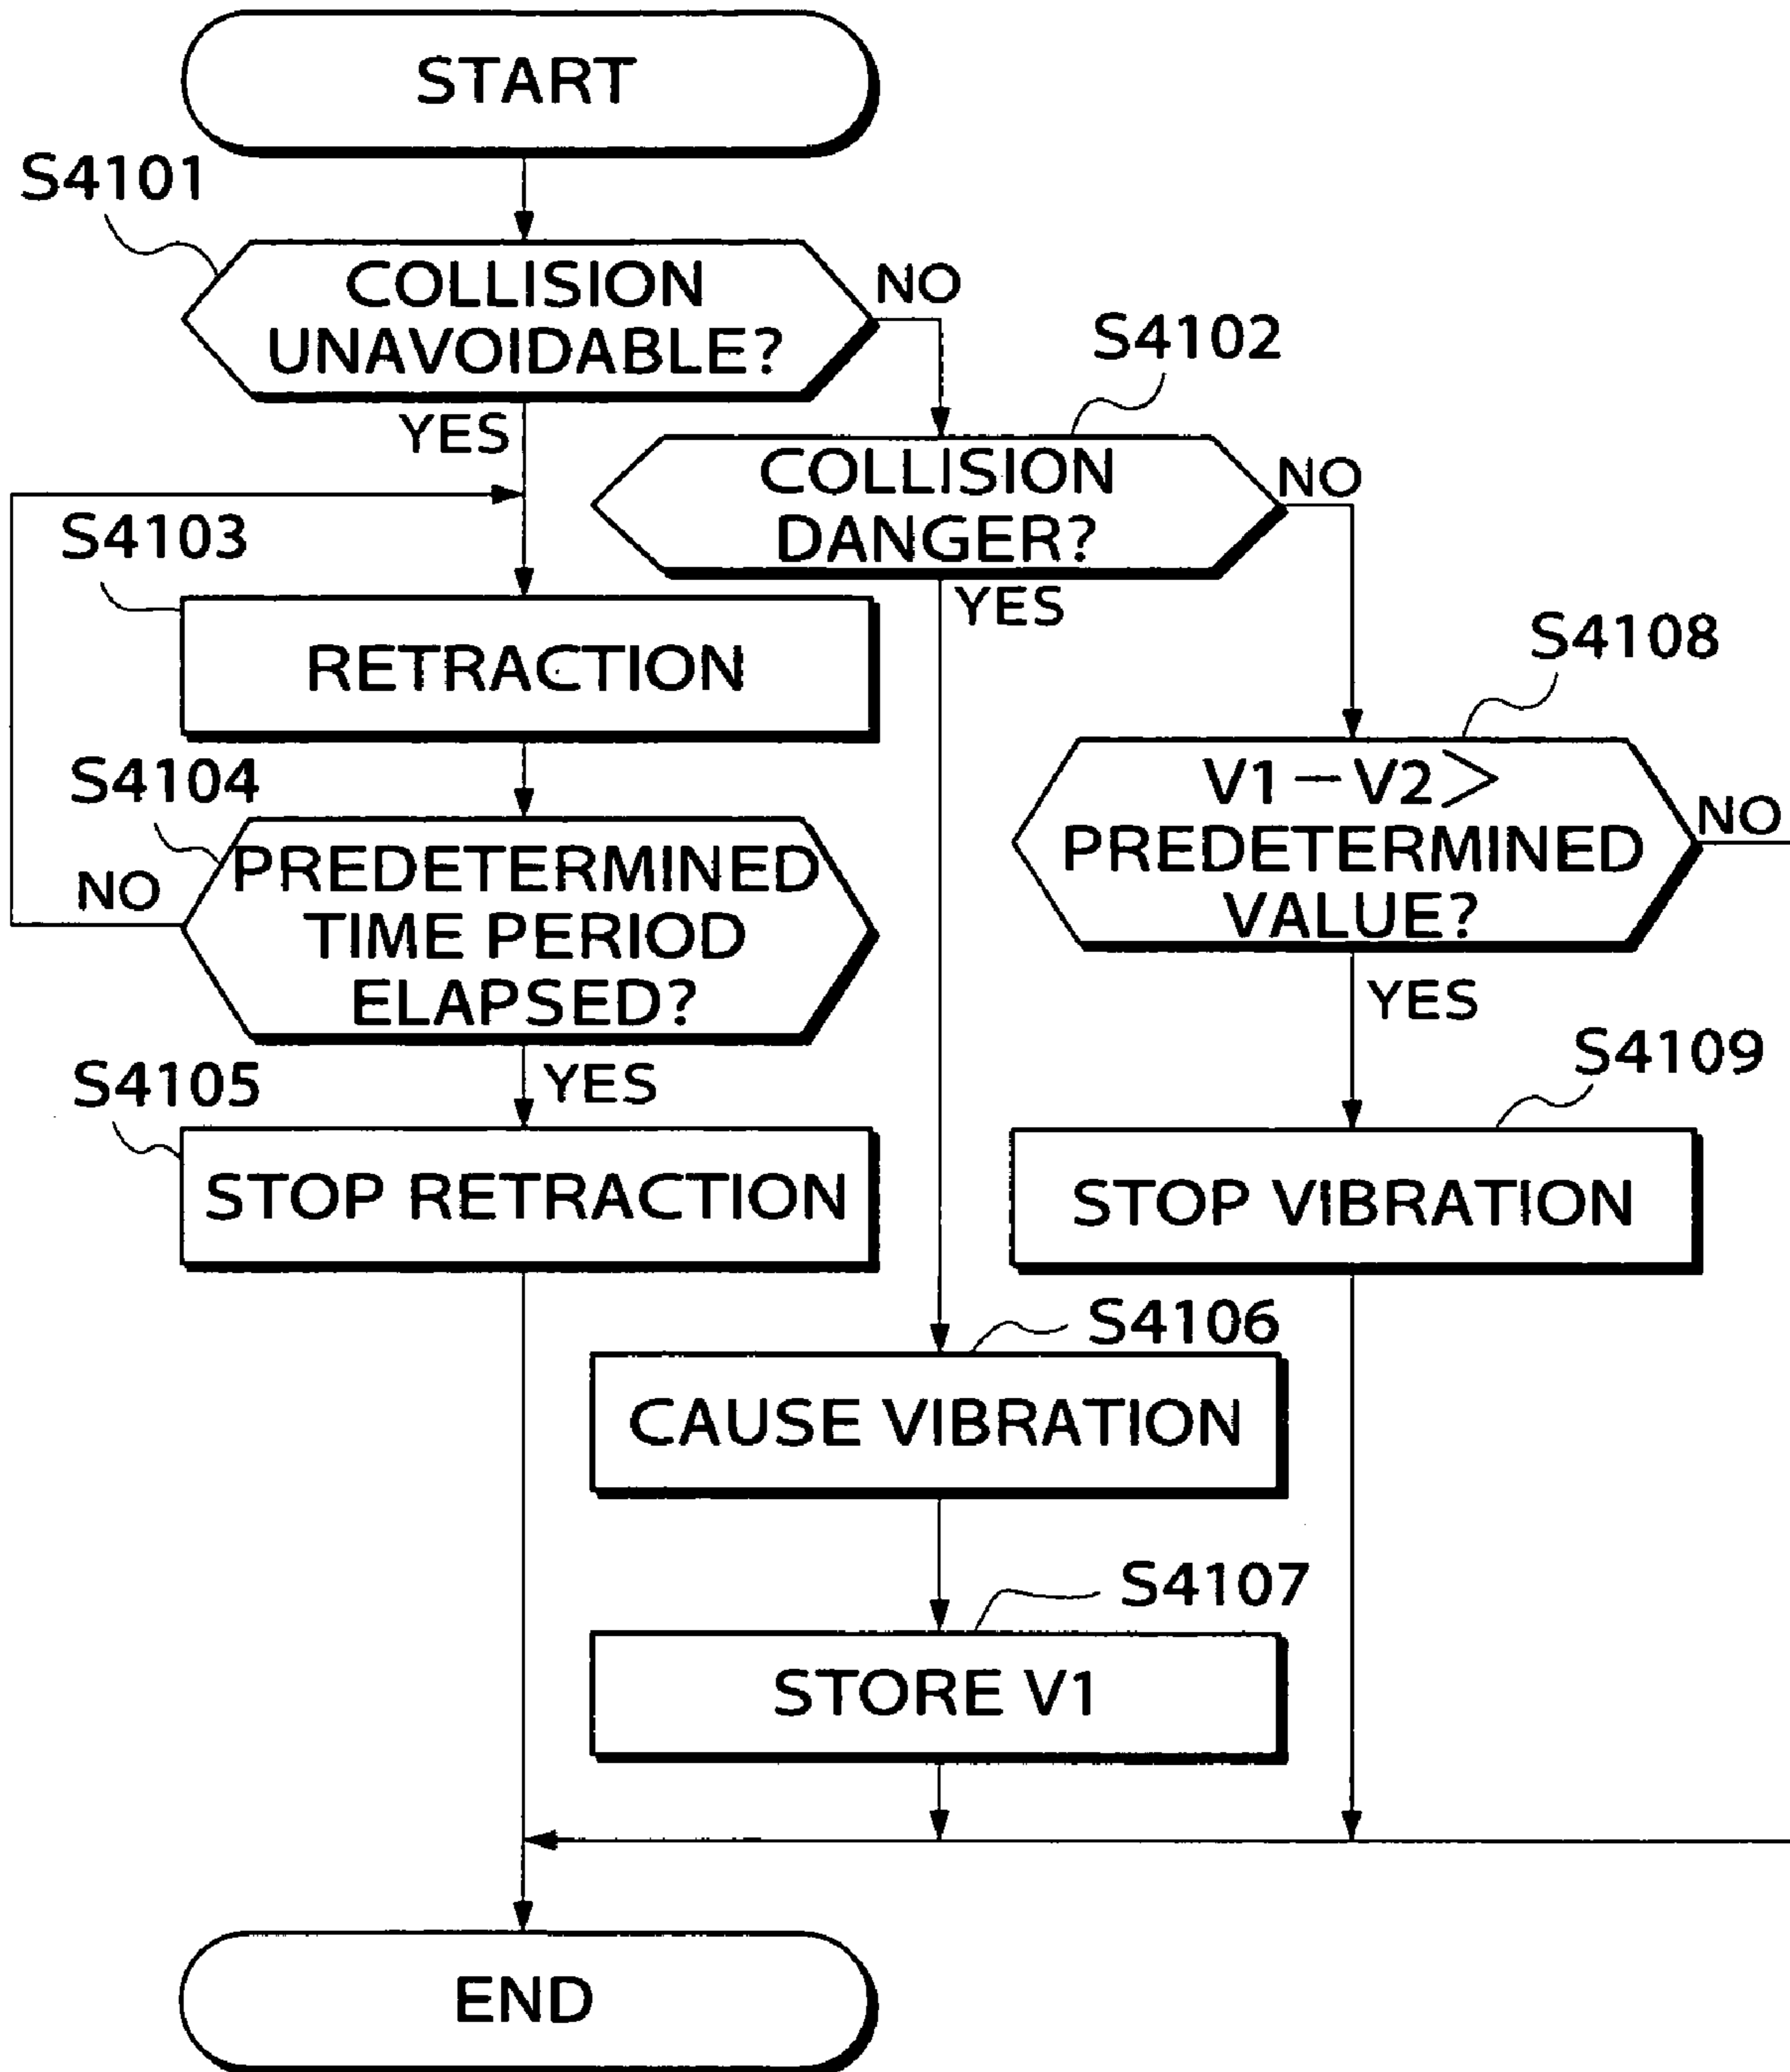 START
S4101
COLLISION
UNAVOIDABLE?
NO
YES
S4102
COLLISION
DANGER?
NO
YES
S4103
RETRACTION
S4104
PREDETERMINED
TIME PERIOD
ELAPSED?
NO
YES
S4108
V1−V2>
PREDETERMINED
VALUE?
NO
YES
S4105
STOP RETRACTION
S4109
STOP VIBRATION
S4106
CAUSE VIBRATION
S4107
STORE V1
END